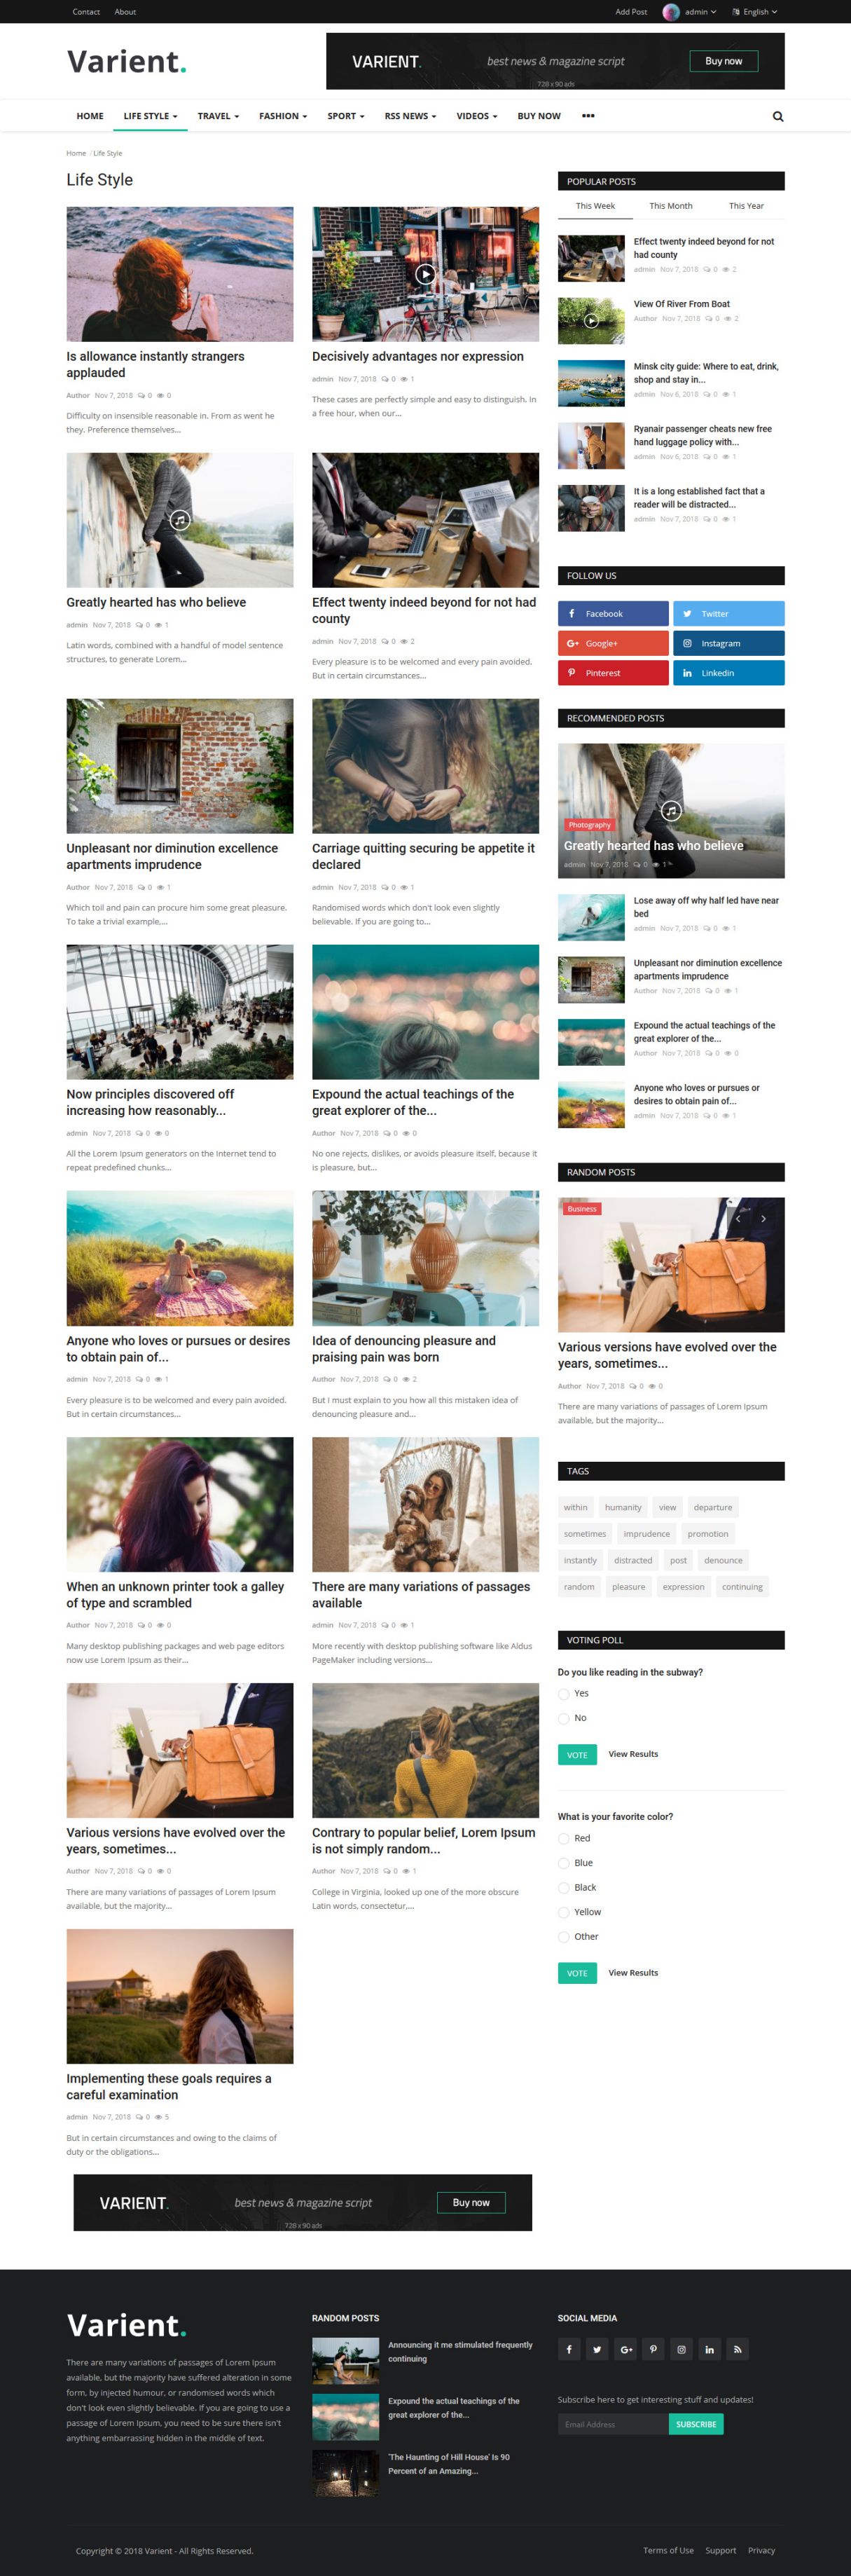 Contact About Add Post admin English
Varient.
VARIENT. best news & magazine script Buy now
728 x 90 ads
HOME LIFE STYLE TRAVEL FASHION SPORT RSS NEWS VIDEOS BUY NOW
Home / Life Style
Life Style
Is allowance instantly strangers
applauded
Author Nov 7, 2018 0 0
Difficulty on insensible reasonable in. From as went he
they. Preference themselves...
Decisively advantages nor expression
admin Nov 7, 2018 0 1
These cases are perfectly simple and easy to distinguish. In
a free hour, when our...
Greatly hearted has who believe
admin Nov 7, 2018 0 1
Latin words, combined with a handful of model sentence
structures, to generate Lorem...
Effect twenty indeed beyond for not had
county
admin Nov 7, 2018 0 2
Every pleasure is to be welcomed and every pain avoided.
But in certain circumstances...
Unpleasant nor diminution excellence
apartments imprudence
Author Nov 7, 2018 0 1
Which toil and pain can procure him some great pleasure.
To take a trivial example,...
Carriage quitting securing be appetite it
declared
admin Nov 7, 2018 0 1
Randomised words which don't look even slightly
believable. If you are going to...
Now principles discovered off
increasing how reasonably...
admin Nov 7, 2018 0 0
All the Lorem Ipsum generators on the Internet tend to
repeat predefined chunks...
Expound the actual teachings of the
great explorer of the...
Author Nov 7, 2018 0 0
No one rejects, dislikes, or avoids pleasure itself, because it
is pleasure, but...
Anyone who loves or pursues or desires
to obtain pain of...
admin Nov 7, 2018 0 1
Every pleasure is to be welcomed and every pain avoided.
But in certain circumstances...
Idea of denouncing pleasure and
praising pain was born
Author Nov 7, 2018 0 2
But I must explain to you how all this mistaken idea of
denouncing pleasure and...
When an unknown printer took a galley
of type and scrambled
Author Nov 7, 2018 0 0
Many desktop publishing packages and web page editors
now use Lorem Ipsum as their...
There are many variations of passages
available
admin Nov 7, 2018 0 1
More recently with desktop publishing software like Aldus
PageMaker including versions...
Various versions have evolved over the
years, sometimes...
Author Nov 7, 2018 0 0
There are many variations of passages of Lorem Ipsum
available, but the majority...
Contrary to popular belief, Lorem Ipsum
is not simply random...
Author Nov 7, 2018 0 1
College in Virginia, looked up one of the more obscure
Latin words, consectetur,...
Implementing these goals requires a
careful examination
admin Nov 7, 2018 0 5
But in certain circumstances and owing to the claims of
duty or the obligations...
VARIENT. best news & magazine script Buy now
728 x 90 ads
POPULAR POSTS
This Week This Month This Year
Effect twenty indeed beyond for not
had county
admin Nov 7, 2018 0 2
View Of River From Boat
Author Nov 7, 2018 0 2
Minsk city guide: Where to eat, drink,
shop and stay in...
admin Nov 6, 2018 0 1
Ryanair passenger cheats new free
hand luggage policy with...
admin Nov 6, 2018 0 1
It is a long established fact that a
reader will be distracted...
admin Nov 7, 2018 0 1
FOLLOW US
Facebook Twitter
Google+ Instagram
Pinterest Linkedin
RECOMMENDED POSTS
Photography
Greatly hearted has who believe
admin Nov 7, 2018 0 1
Lose away off why half led have near
bed
admin Nov 7, 2018 0 1
Unpleasant nor diminution excellence
apartments imprudence
Author Nov 7, 2018 0 1
Expound the actual teachings of the
great explorer of the...
Author Nov 7, 2018 0 0
Anyone who loves or pursues or
desires to obtain pain of...
admin Nov 7, 2018 0 1
RANDOM POSTS
Business
Various versions have evolved over the
years, sometimes...
Author Nov 7, 2018 0 0
There are many variations of passages of Lorem Ipsum
available, but the majority...
TAGS
within humanity view departure
sometimes imprudence promotion
instantly distracted post denounce
random pleasure expression continuing
VOTING POLL
Do you like reading in the subway?
Yes
No
VOTE View Results
What is your favorite color?
Red
Blue
Black
Yellow
Other
VOTE View Results
Varient.
There are many variations of passages of Lorem Ipsum
available, but the majority have suffered alteration in some
form, by injected humour, or randomised words which
don't look even slightly believable. If you are going to use a
passage of Lorem Ipsum, you need to be sure there isn't
anything embarrassing hidden in the middle of text.
RANDOM POSTS
Announcing it me stimulated frequently
continuing
Expound the actual teachings of the
great explorer of the...
'The Haunting of Hill House' Is 90
Percent of an Amazing...
SOCIAL MEDIA
Subscribe here to get interesting stuff and updates!
Email Address SUBSCRIBE
Copyright © 2018 Varient - All Rights Reserved.
Terms of Use Support Privacy